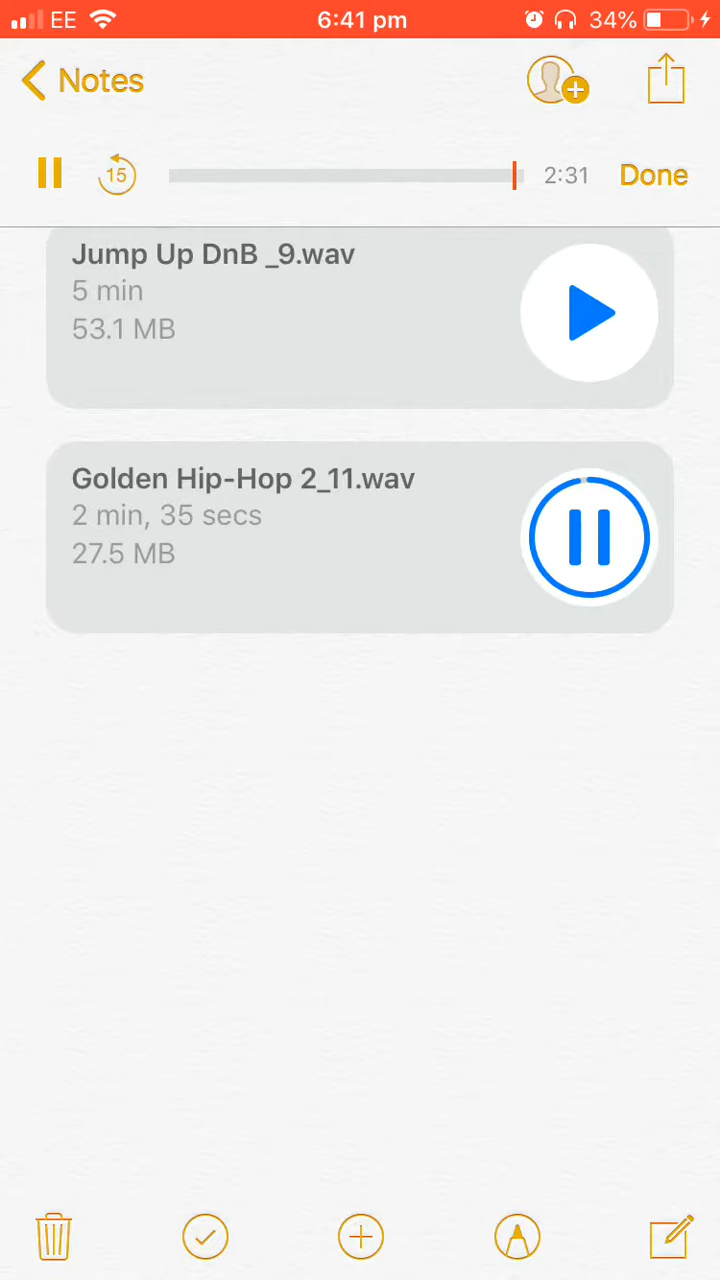 EE 6:41 pm 34%
Notes
15 2:31 Done
Jump Up DnB _9.wav
5 min
53.1 MB
Golden Hip-Hop 2_11.wav
2 min, 35 secs
27.5 MB